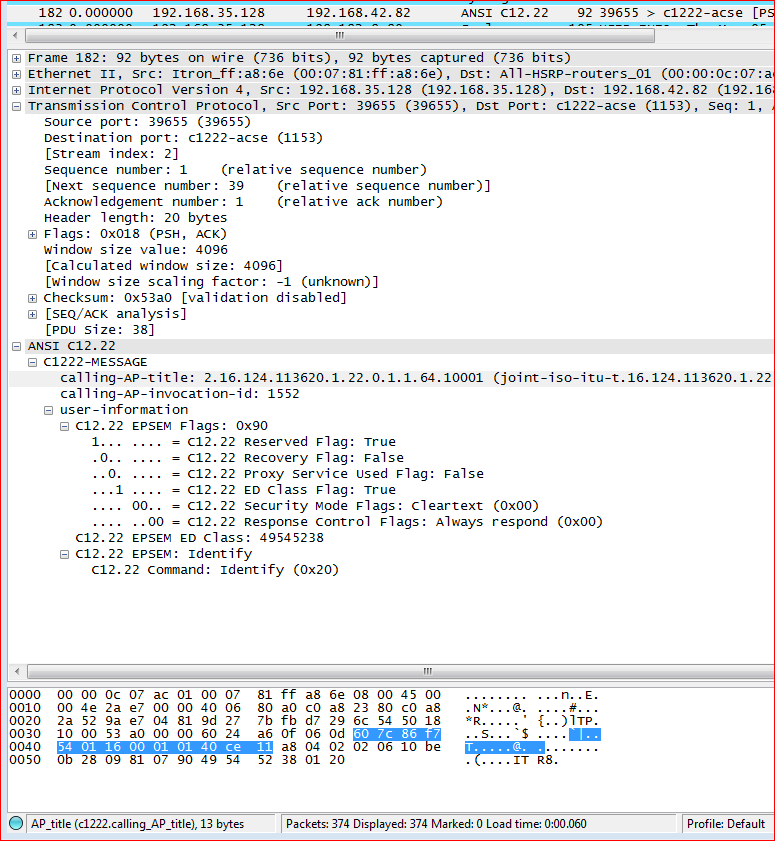 182 0.000000 192.168.35.128 192.168.42.82 ANSI C12.22 92 39655 > c1222-acse [PS
Frame 182: 92 bytes on wire (736 bits), 92 bytes captured (736 bits)
Ethernet II, Src: Itron_ff:a8:6e (00:07:81:ff:a8:6e), Dst: All-HSRP-routers_01 (00:00:0c:07:ac
Internet Protocol Version 4, Src: 192.168.35.128 (192.168.35.128), Dst: 192.168.42.82 (192.168
Transmission Control Protocol, Src Port: 39655 (39655), Dst Port: c1222-acse (1153), Seq: 1, A
Source port: 39655 (39655)
Destination port: c1222-acse (1153)
[Stream index: 2]
Sequence number: 1 (relative sequence number)
[Next sequence number: 39 (relative sequence number)]
Acknowledgement number: 1 (relative ack number)
Header length: 20 bytes
Flags: 0x018 (PSH, ACK)
Window size value: 4096
[Calculated window size: 4096]
[Window size scaling factor: -1 (unknown)]
Checksum: 0x53a0 [validation disabled]
[SEQ/ACK analysis]
[PDU Size: 38]
ANSI C12.22
C1222-MESSAGE
calling-AP-title: 2.16.124.113620.1.22.0.1.1.64.10001 (joint-iso-itu-t.16.124.113620.1.22
calling-AP-invocation-id: 1552
user-information
C12.22 EPSEM Flags: 0x90
1... .... = C12.22 Reserved Flag: True
.0.. .... = C12.22 Recovery Flag: False
..0. .... = C12.22 Proxy Service Used Flag: False
...1 .... = C12.22 ED Class Flag: True
.... 00.. = C12.22 Security Mode Flags: Cleartext (0x00)
.... ..00 = C12.22 Response Control Flags: Always respond (0x00)
C12.22 EPSEM ED Class: 49545238
C12.22 EPSEM: Identify
C12.22 Command: Identify (0x20)
0000 00 00 0c 07 ac 01 00 07 81 ff a8 6e 08 00 45 00 ........ ...n..E.
0010 00 4e 2a e7 00 00 40 06 80 a0 c0 a8 23 80 c0 a8 .N*...@. ....#...
0020 2a 52 9a e7 04 81 9d 27 7b fb d7 29 6c 54 50 18 *R.....' {..)lTP.
0030 10 00 53 a0 00 00 60 24 a6 0f 06 0d 60 7c 86 f7 ..S...`$ ....`|..
0040 54 01 16 00 01 01 40 ce 11 a8 04 02 02 06 10 be T.....@. ........
0050 0b 28 09 81 07 90 49 54 52 38 01 20 .(....IT R8.
AP_title (c1222.calling_AP_title), 13 bytes Packets: 374 Displayed: 374 Marked: 0 Load time: 0:00.060 Profile: Default